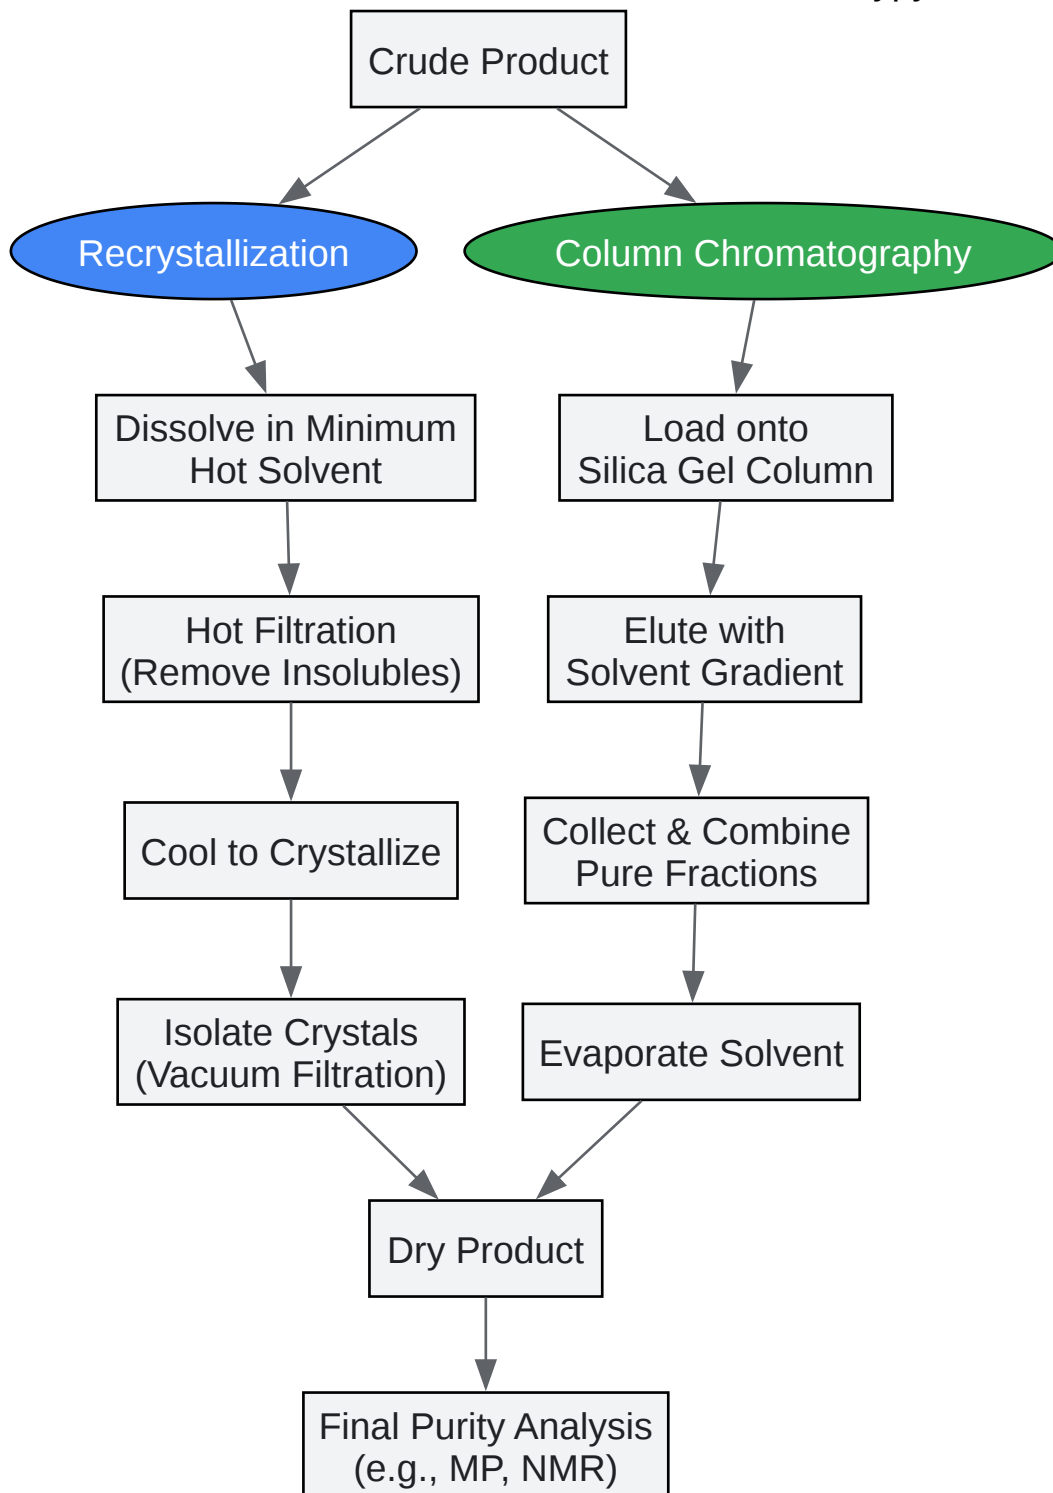 Crude Product
Recrystallization
Column Chromatography
Dissolve in Minimum
Hot Solvent
Load onto
Silica Gel Column
Hot Filtration
(Remove Insolubles)
Elute with
Solvent Gradient
Cool to Crystallize
Collect & Combine
Pure Fractions
Isolate Crystals
(Vacuum Filtration)
Evaporate Solvent
Dry Product
Final Purity Analysis
(e.g., MP, NMR)